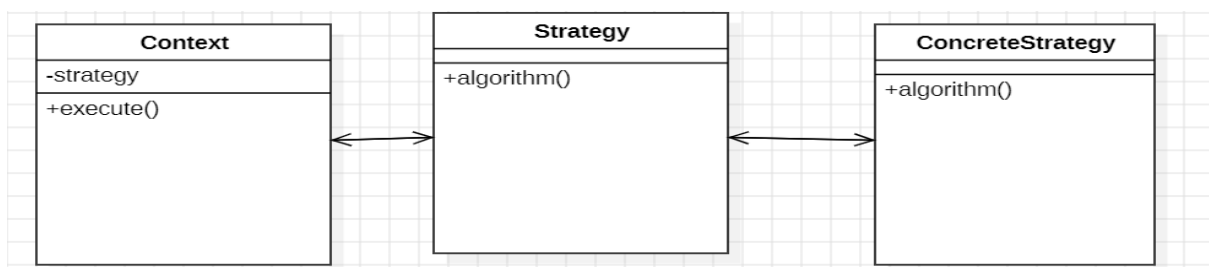 Context
-strategy
+execute()
Strategy
+algorithm()
ConcreteStrategy
+algorithm()